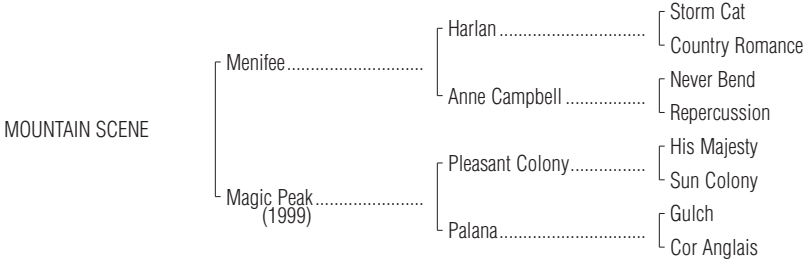 Storm Cat
Harlan..............................
Country Romance
Menifee.............................
Never Bend
Anne Campbell .................
Repercussion
MOUNTAIN SCENE
His Majesty
Pleasant Colony................
Sun Colony
Magic Peak.......................
(1999)
Gulch
Palana...............................
Cor Anglais